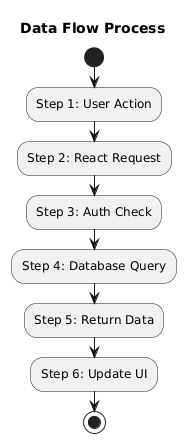 Data Flow Process
Step 1: User Action
Step 2: React Request
Step 3: Auth Check
Step 4: Database Query
Step 5: Return Data
Step 6: Update UI